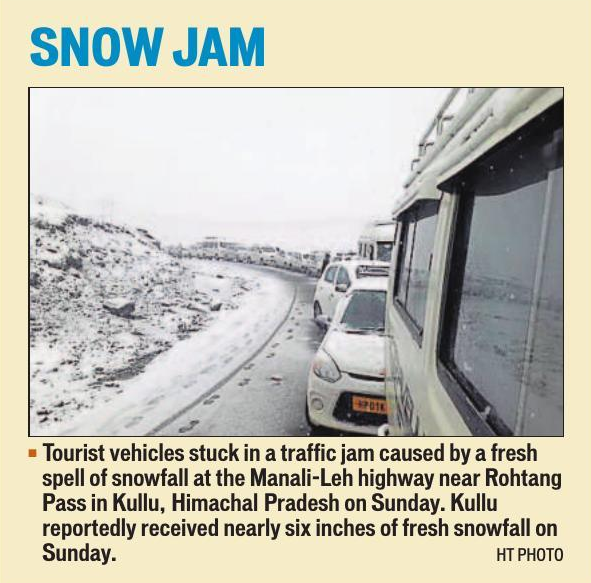 SNOW JAM
HP01K
Tourist vehicles stuck in a traffic jam caused by a fresh
spell of snowfall at the Manali-Leh highway near Rohtang
Pass in Kullu, Himachal Pradesh on Sunday. Kullu
reportedly received nearly six inches of fresh snowfall on
Sunday.
HT PHOTO